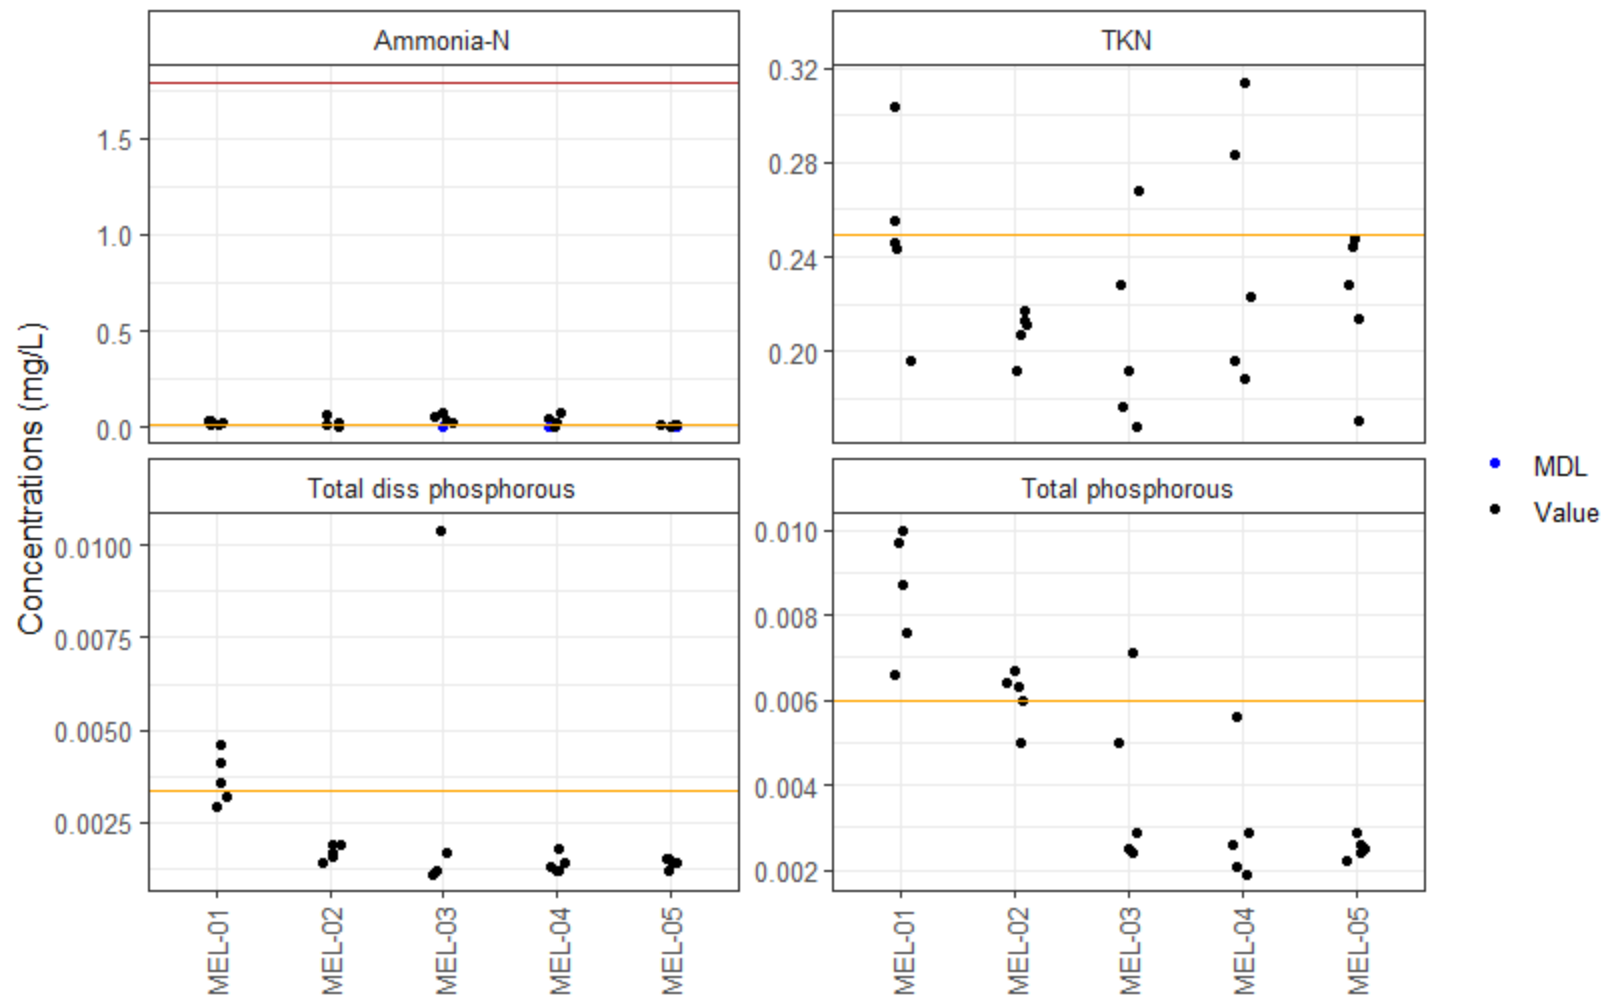 Ammonia-N
TKN
Concentrations (mg/L)
1.5
1.0
0.5
0.0
0.32
0.28
0.24
0.20
Total diss phosphorous
Total phosphorous
0.0100
0.0075
0.0050
0.0025
0.010
0.008
0.006
0.004
0.002
MEL-01
MEL-02
MEL-03
MEL-04
MEL-05
MEL-01
MEL-02
MEL-03
MEL-04
MEL-05
MDL
Value